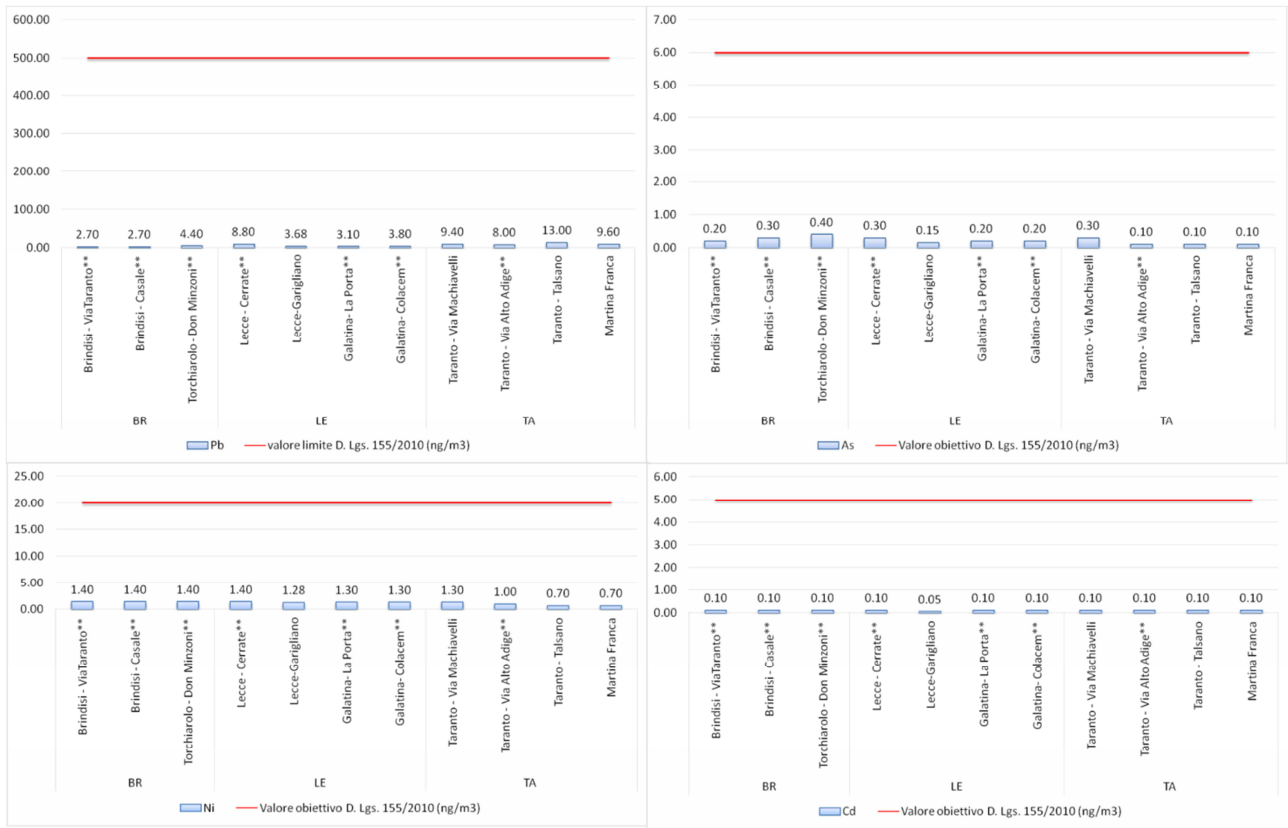 600.00
500.00
400.00
300.00
200.00
100.00
0.00
2.70 2.70 4.40 8.80 3.68 3.10 3.80 9.40 8.00 13.00 9.60
Brindisi - ViaTaranto**
Brindisi - Casale**
Torchiarolo - Don Minzoni**
Lecce - Cerrate**
Lecce-Garigliano
Galatina- La Porta**
Galatina- Colacem**
Taranto - Via Machiavelli
Taranto - Via Alto Adige**
Taranto - Talsano
Martina Franca
BR LE TA
Pb valore limite D. Lgs. 155/2010 (ng/m3)
7.00
6.00
5.00
4.00
3.00
2.00
1.00
0.00
0.20 0.30 0.40 0.30 0.15 0.20 0.20 0.30 0.10 0.10 0.10
Brindisi - ViaTaranto**
Brindisi - Casale**
Torchiarolo - Don Minzoni**
Lecce - Cerrate**
Lecce-Garigliano
Galatina- La Porta**
Galatina- Colacem**
Taranto - Via Machiavelli
Taranto - Via Alto Adige**
Taranto - Talsano
Martina Franca
BR LE TA
As Valore obiettivo D. Lgs. 155/2010 (ng/m3)
25.00
20.00
15.00
10.00
5.00
0.00
1.40 1.40 1.40 1.40 1.28 1.30 1.30 1.30 1.00 0.70 0.70
Brindisi - ViaTaranto**
Brindisi - Casale**
Torchiarolo - Don Minzoni**
Lecce - Cerrate**
Lecce-Garigliano
Galatina- La Porta**
Galatina- Colacem**
Taranto - Via Machiavelli
Taranto - Via Alto Adige**
Taranto - Talsano
Martina Franca
BR LE TA
Ni Valore obiettivo D. Lgs. 155/2010 (ng/m3)
6.00
5.00
4.00
3.00
2.00
1.00
0.00
0.10 0.10 0.10 0.10 0.05 0.10 0.10 0.10 0.10 0.10 0.10
Brindisi - ViaTaranto**
Brindisi - Casale**
Torchiarolo - Don Minzoni**
Lecce - Cerrate**
Lecce-Garigliano
Galatina- La Porta**
Galatina- Colacem**
Taranto - Via Machiavelli
Taranto - Via Alto Adige**
Taranto - Talsano
Martina Franca
BR LE TA
Cd Valore obiettivo D. Lgs. 155/2010 (ng/m3)